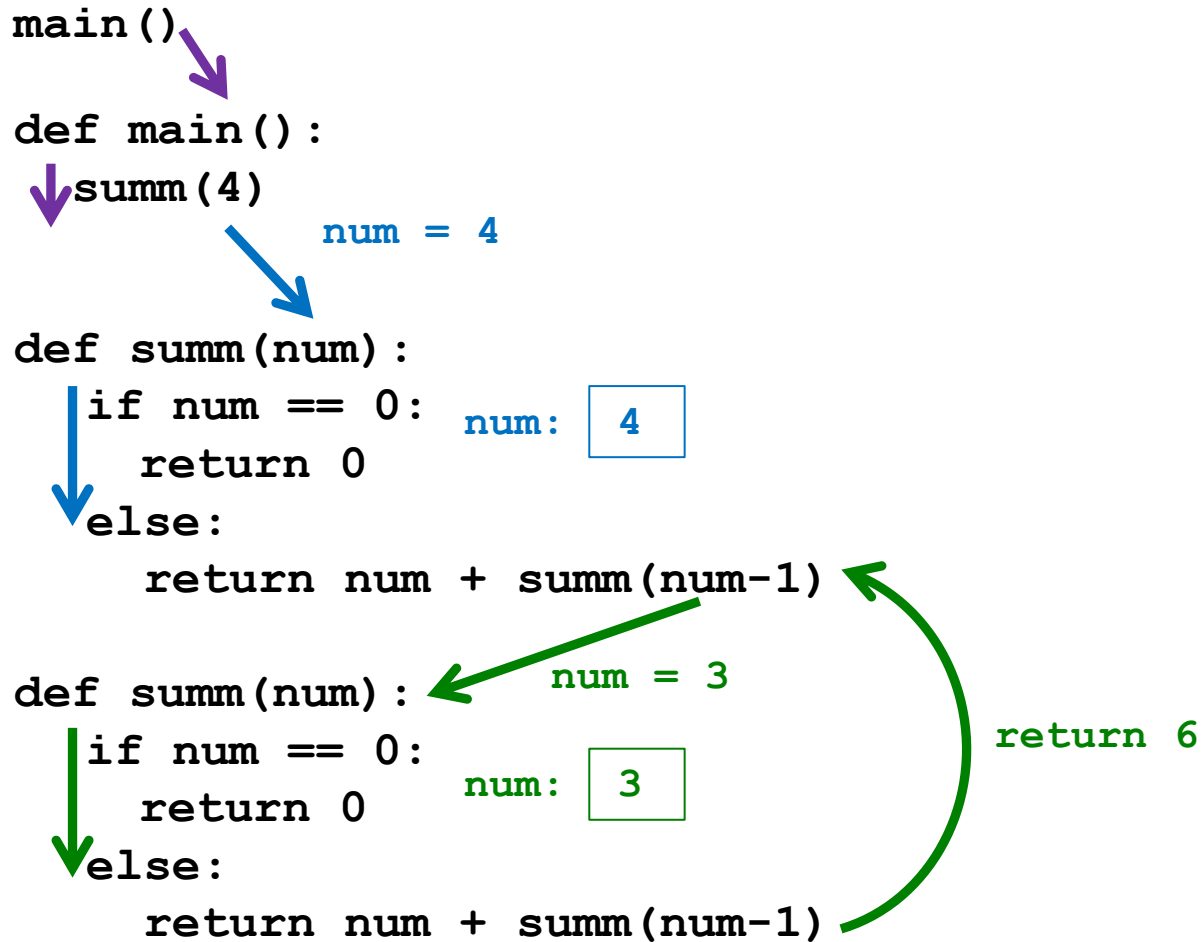 main()
def main():
summ(4)
num = 4
def summ(num):
if num == 0:
num: 4
return 0
else:
return num + summ(num-1)
num = 3
def summ(num):
if num == 0:
return 6
num: 3
return 0
else:
return num + summ(num-1)